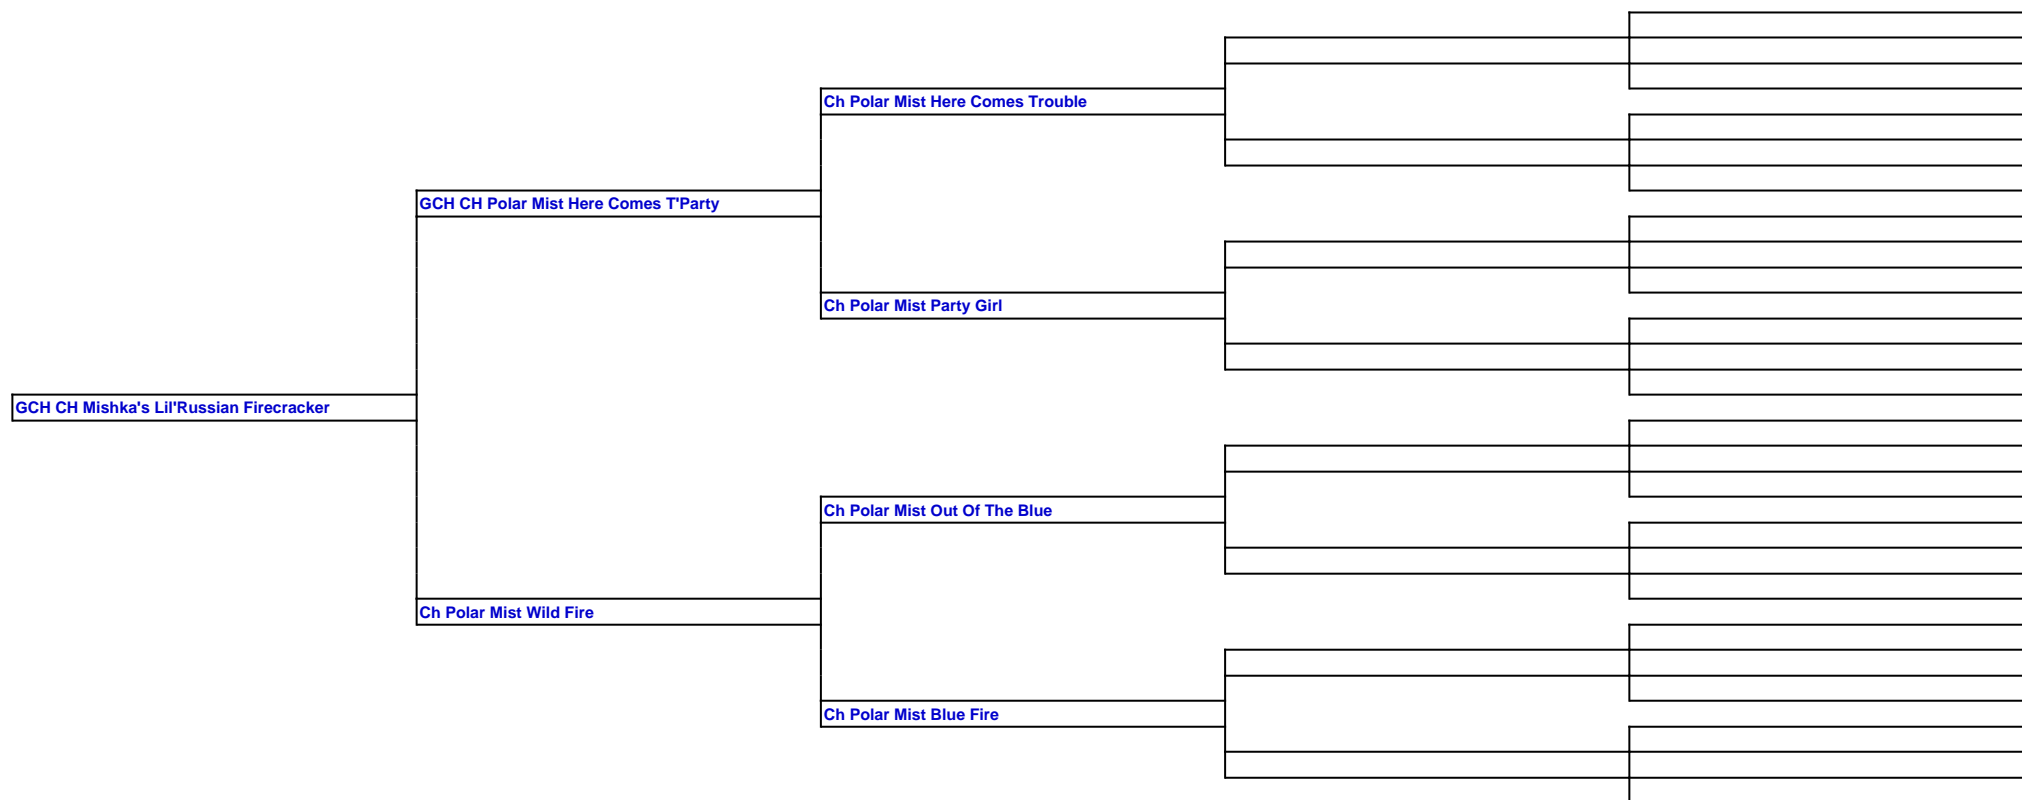 Ch Polar Mist Here Comes Trouble
GCH CH Polar Mist Here Comes T'Party
Ch Polar Mist Party Girl
GCH CH Mishka's Lil'Russian Firecracker
Ch Polar Mist Out Of The Blue
Ch Polar Mist Wild Fire
Ch Polar Mist Blue Fire